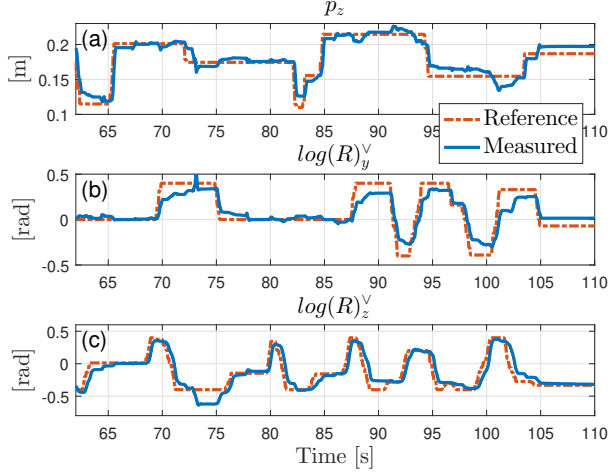 p_z
(a)
[m]
0.2
0.15
0.1
65 70 75 80 85 90 95 100 105 110
Reference
Measured
log(R)_y^∨
(b)
[rad]
0.5
0
-0.5
65 70 75 80 85 90 95 100 105 110
log(R)_z^∨
(c)
[rad]
0.5
0
-0.5
65 70 75 80 85 90 95 100 105 110
Time [s]